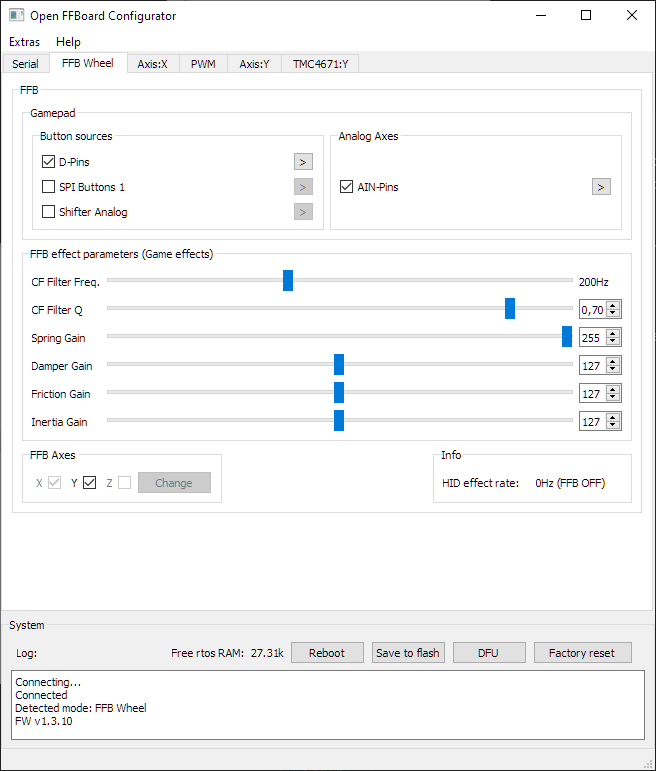 Open FFBoard Configurator
Extras Help
Serial FFB Wheel Axis:X PWM Axis:Y TMC4671:Y
FFB
Gamepad
Button sources Analog Axes
D-Pins >
SPI Buttons 1 > AIN-Pins >
Shifter Analog >
FFB effect parameters (Game effects)
CF Filter Freq. 200Hz
CF Filter Q 0,70
Spring Gain 255
Damper Gain 127
Friction Gain 127
Inertia Gain 127
FFB Axes Info
X Y Z Change HID effect rate: 0Hz (FFB OFF)
System
Log: Free rtos RAM: 27.31k Reboot Save to flash DFU Factory reset
Connecting...
Connected
Detected mode: FFB Wheel
FW v1.3.10